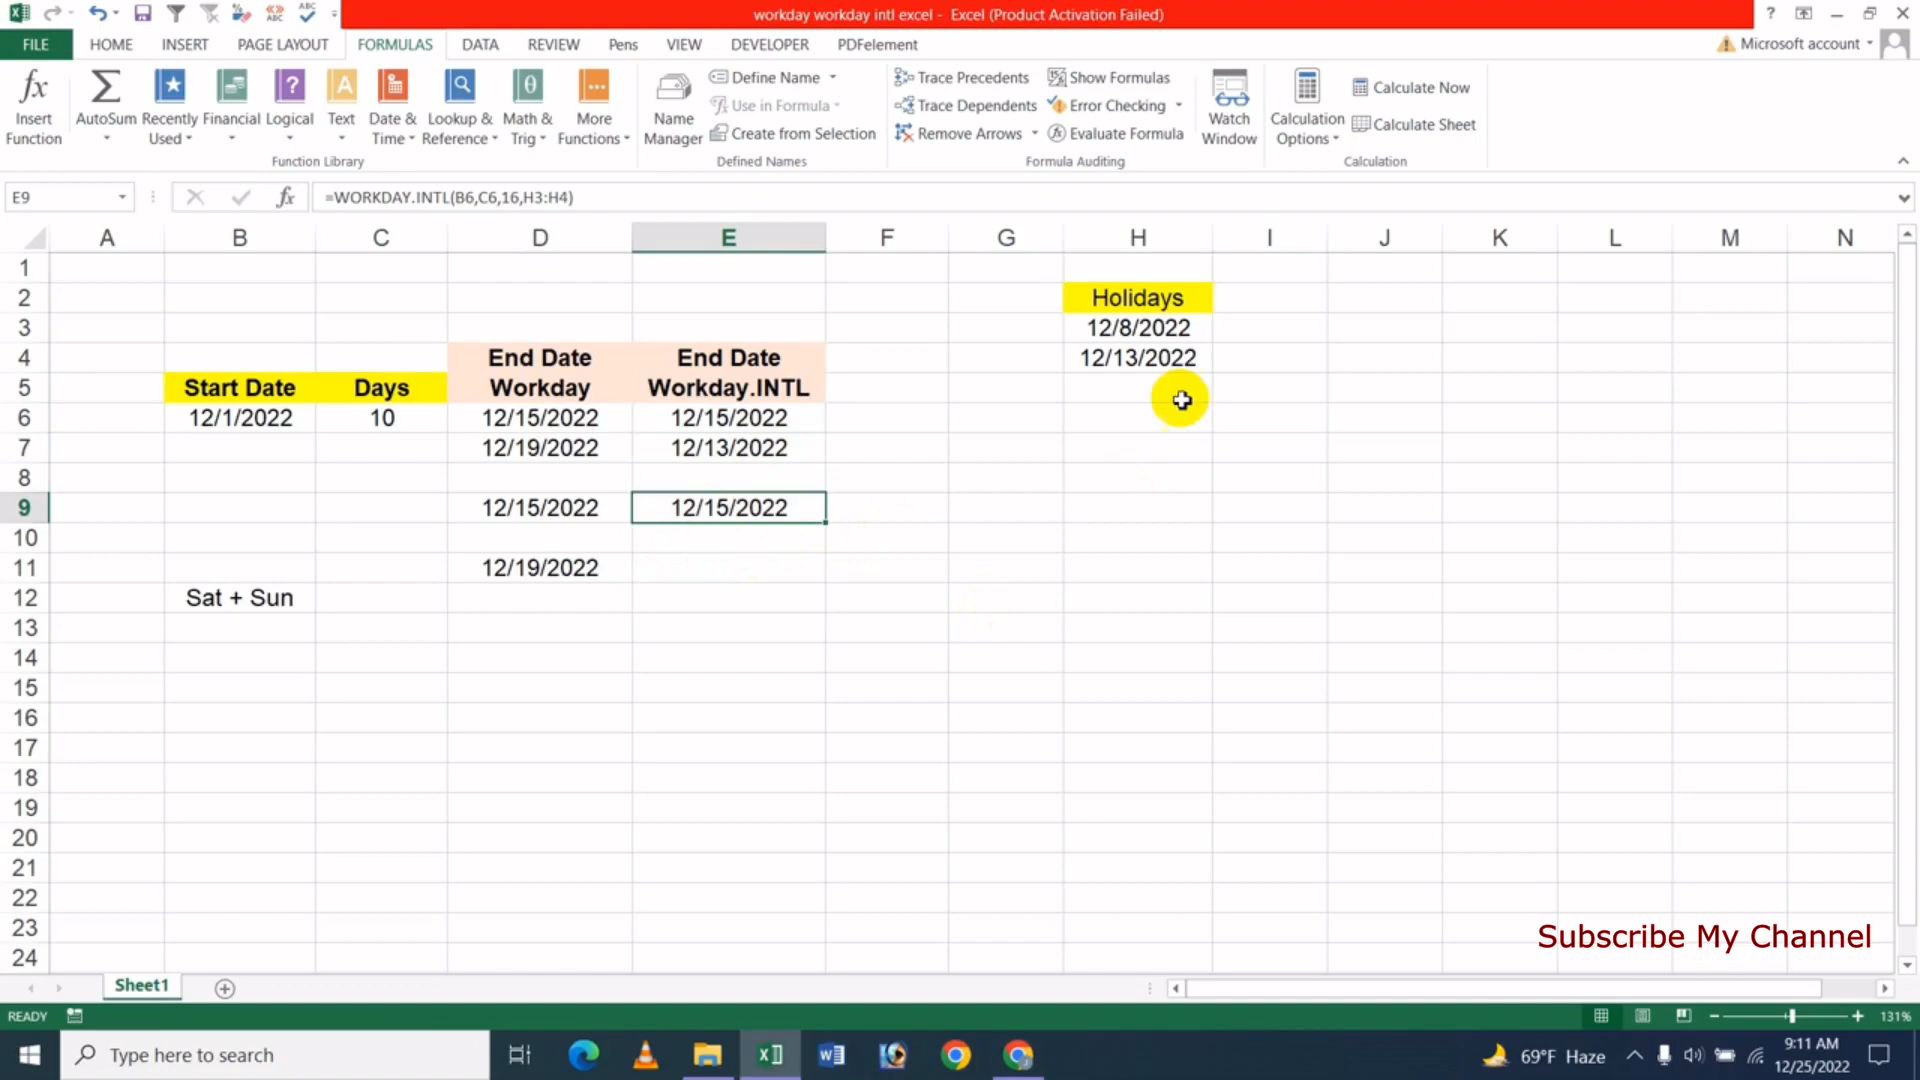 workday workday intl excel - Excel (Product Activation Failed)
FILE HOME INSERT PAGE LAYOUT FORMULAS DATA REVIEW Pens VIEW DEVELOPER PDFelement Microsoft account
Insert Function
AutoSum
Recently Used
Financial
Logical
Text
Date & Time
Lookup & Reference
Math & Trig
More Functions
Function Library
Name Manager
Define Name
Use in Formula
Create from Selection
Defined Names
Trace Precedents
Trace Dependents
Remove Arrows
Show Formulas
Error Checking
Evaluate Formula
Formula Auditing
Watch Window
Calculation Options
Calculate Now
Calculate Sheet
Calculation
E9 fx =WORKDAY.INTL(B6,C6,16,H3:H4)
A B C D E F G H I J K L M N
1
2 Holidays
3 12/8/2022
4 End Date End Date 12/13/2022
5 Start Date Days Workday Workday.INTL
6 12/1/2022 10 12/15/2022 12/15/2022
7 12/19/2022 12/13/2022
8
9 12/15/2022 12/15/2022
10
11 12/19/2022
12 Sat + Sun
13
14
15
16
17
18
19
20
21
22
23
24
Subscribe My Channel
Sheet1
READY 131%
Type here to search
69°F Haze
9:11 AM
12/25/2022